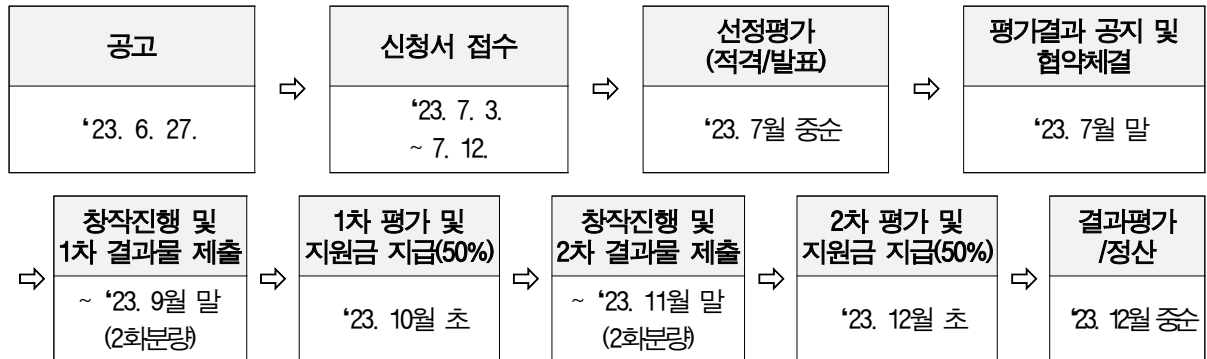 공고
'23. 6. 27.
⇨
신청서 접수
'23. 7. 3.
~ 7. 12.
⇨
선정평가
(적격/발표)
'23. 7월 중순
⇨
평가결과 공지 및
협약체결
'23. 7월 말
⇨
창작진행 및
1차 결과물 제출
~ '23. 9월 말
(2화분량)
⇨
1차 평가 및
지원금 지급(50%)
'23. 10월 초
⇨
창작진행 및
2차 결과물 제출
~ '23. 11월 말
(2화분량)
⇨
2차 평가 및
지원금 지급(50%)
'23. 12월 초
⇨
결과평가
/정산
'23. 12월 중순